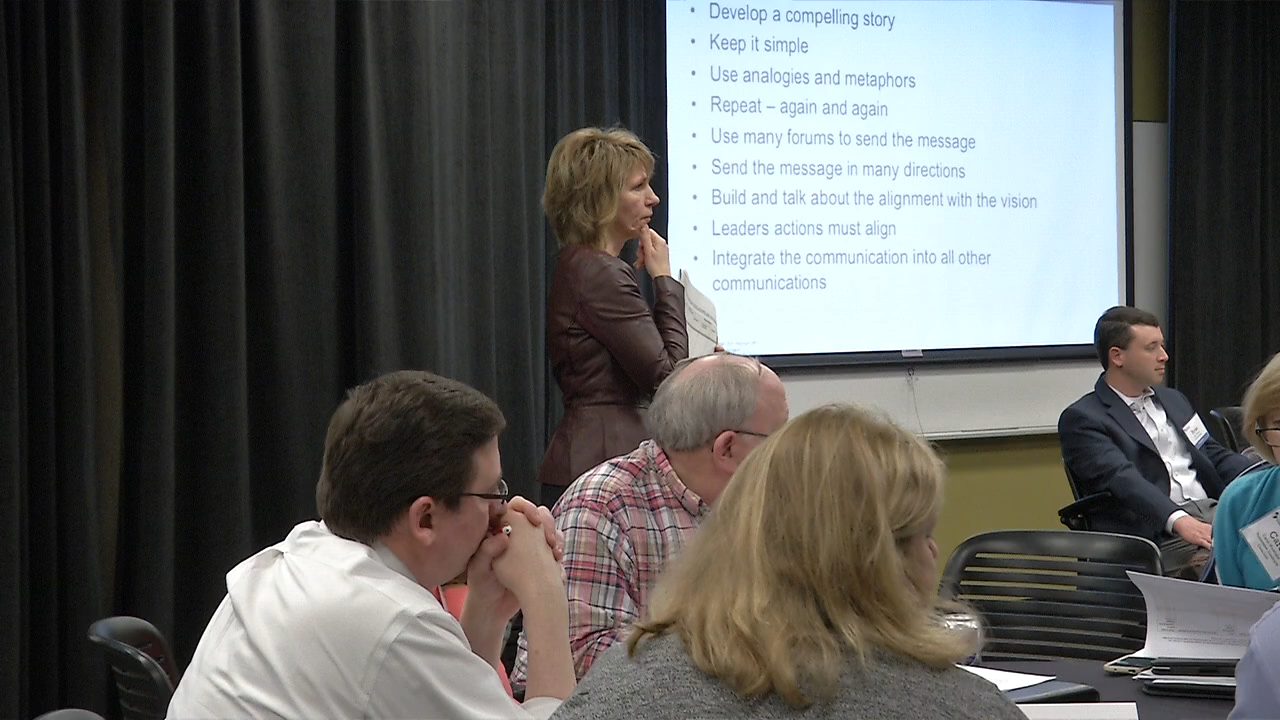 • Develop a compelling story
• Keep it simple
• Use analogies and metaphors
• Repeat – again and again
• Use many forums to send the message
• Send the message in many directions
• Build and talk about the alignment with the vision
• Leaders actions must align
• Integrate the communication into all other
communications